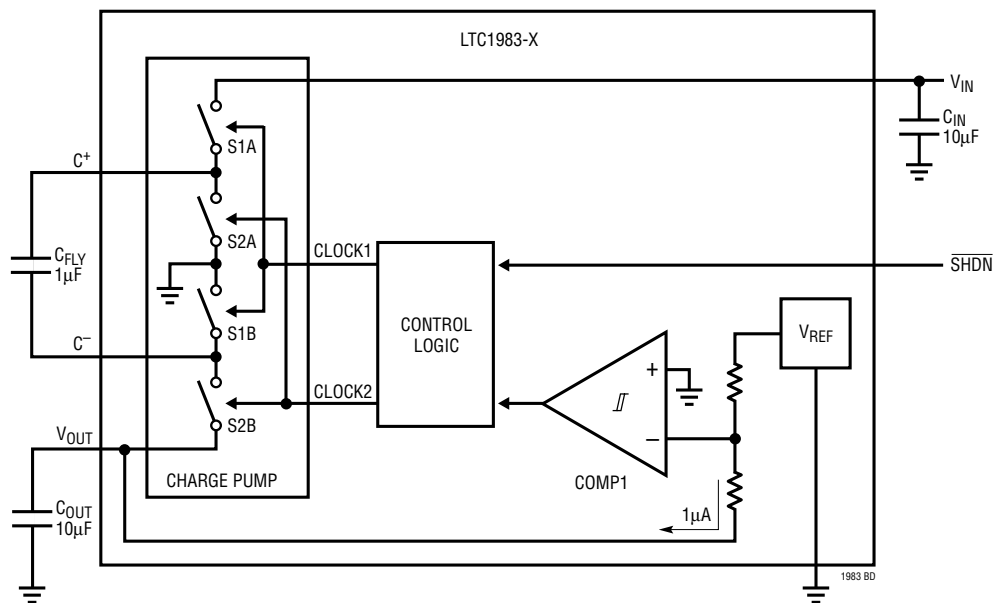 LTC1983-X
V_IN
C_IN
10µF
S1A
C+
S2A
CLOCK1
SHDN
C_FLY
1µF
S1B
CONTROL
LOGIC
V_REF
C–
CLOCK2
+
–
S2B
V_OUT
CHARGE PUMP
COMP1
1µA
C_OUT
10µF
1983 BD